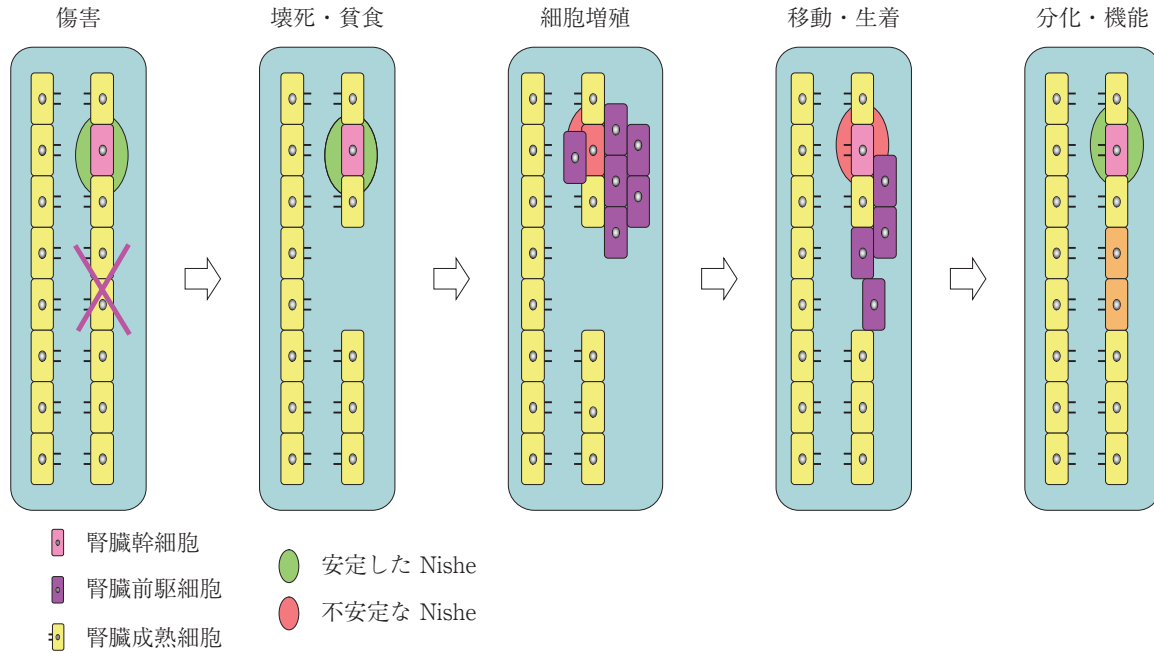 傷害
壊死・貧食
細胞増殖
移動・生着
分化・機能
腎臓幹細胞
腎臓前駆細胞
腎臓成熟細胞
安定した Nishe
不安定な Nishe